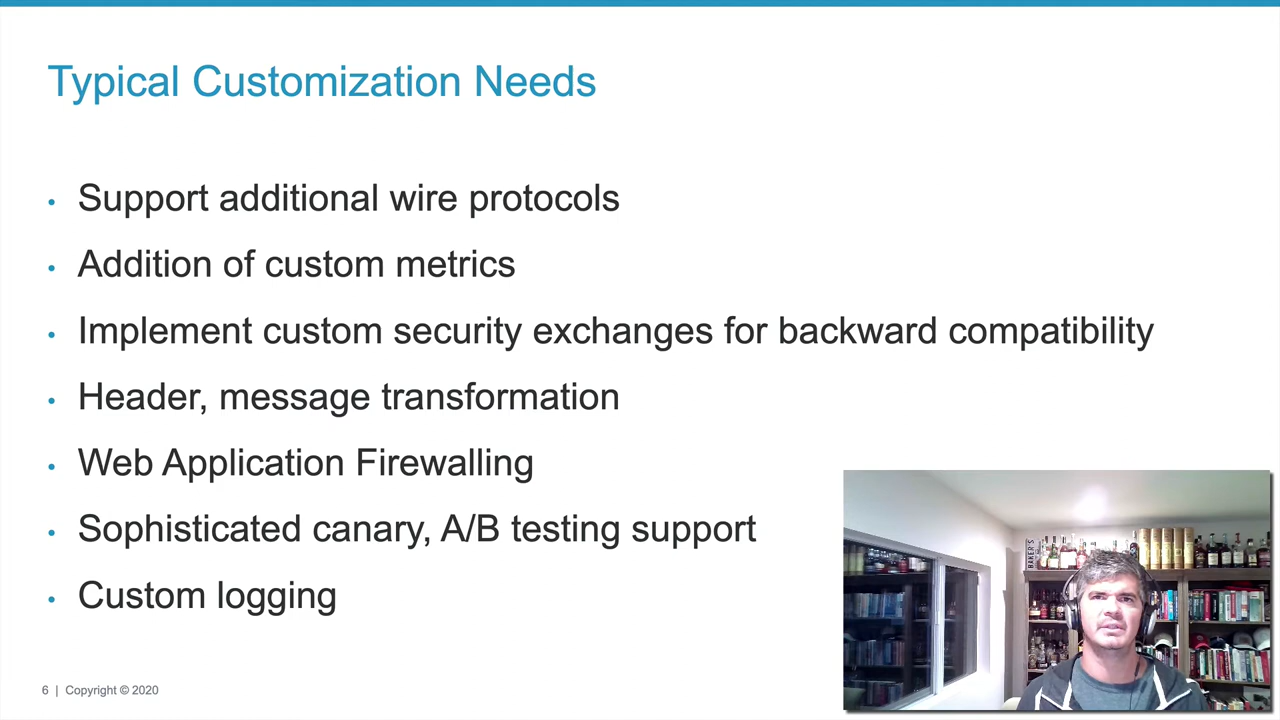 Typical Customization Needs
• Support additional wire protocols
• Addition of custom metrics
• Implement custom security exchanges for backward compatibility
• Header, message transformation
• Web Application Firewalling
• Sophisticated canary, A/B testing support
• Custom logging
BAKER'S
6 | Copyright © 2020